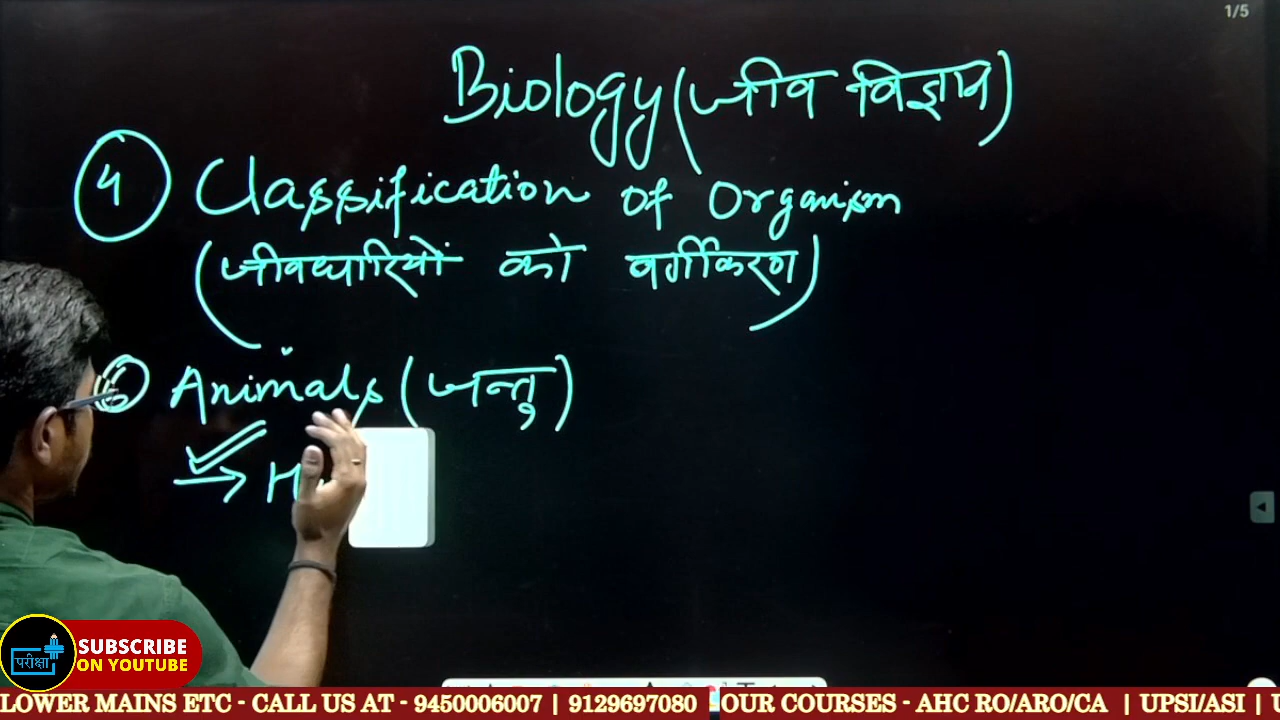 1/5
Biology (जीव विज्ञान)
4 Classification of Organism
(जीवधारियों को वर्गीकरण)
Animals (जन्तु)
→ H
परीक्षा
SUBSCRIBE
ON YOUTUBE
LOWER MAINS ETC - CALL US AT - 9450006007 | 9129697080 OUR COURSES - AHC RO/ARO/CA | UPSI/ASI | U